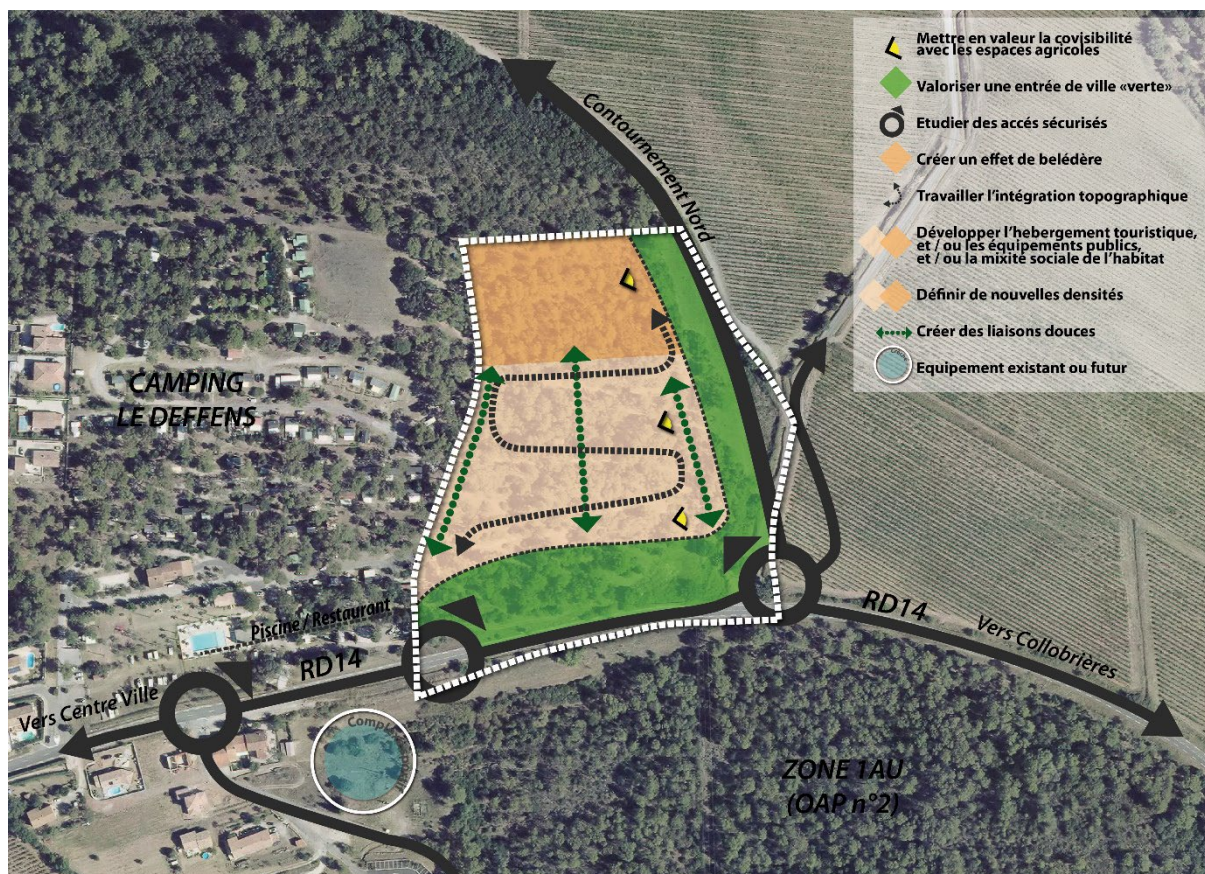 Mettre en valeur la covisibilité
avec les espaces agricoles
Valoriser une entrée de ville «verte»
Etudier des accés sécurisés
Créer un effet de belédère
Travailler l'intégration topographique
Développer l'hebergement touristique,
et / ou les équipements publics,
et / ou la mixité sociale de l'habitat
Définir de nouvelles densités
Créer des liaisons douces
Equipement existant ou futur
Contournement Nord
CAMPING
LE DEFFENS
Piscine / Restaurant
RD14
Vers Centre Ville
RD14
Vers Collobrières
ZONE 1AU
(OAP n°2)